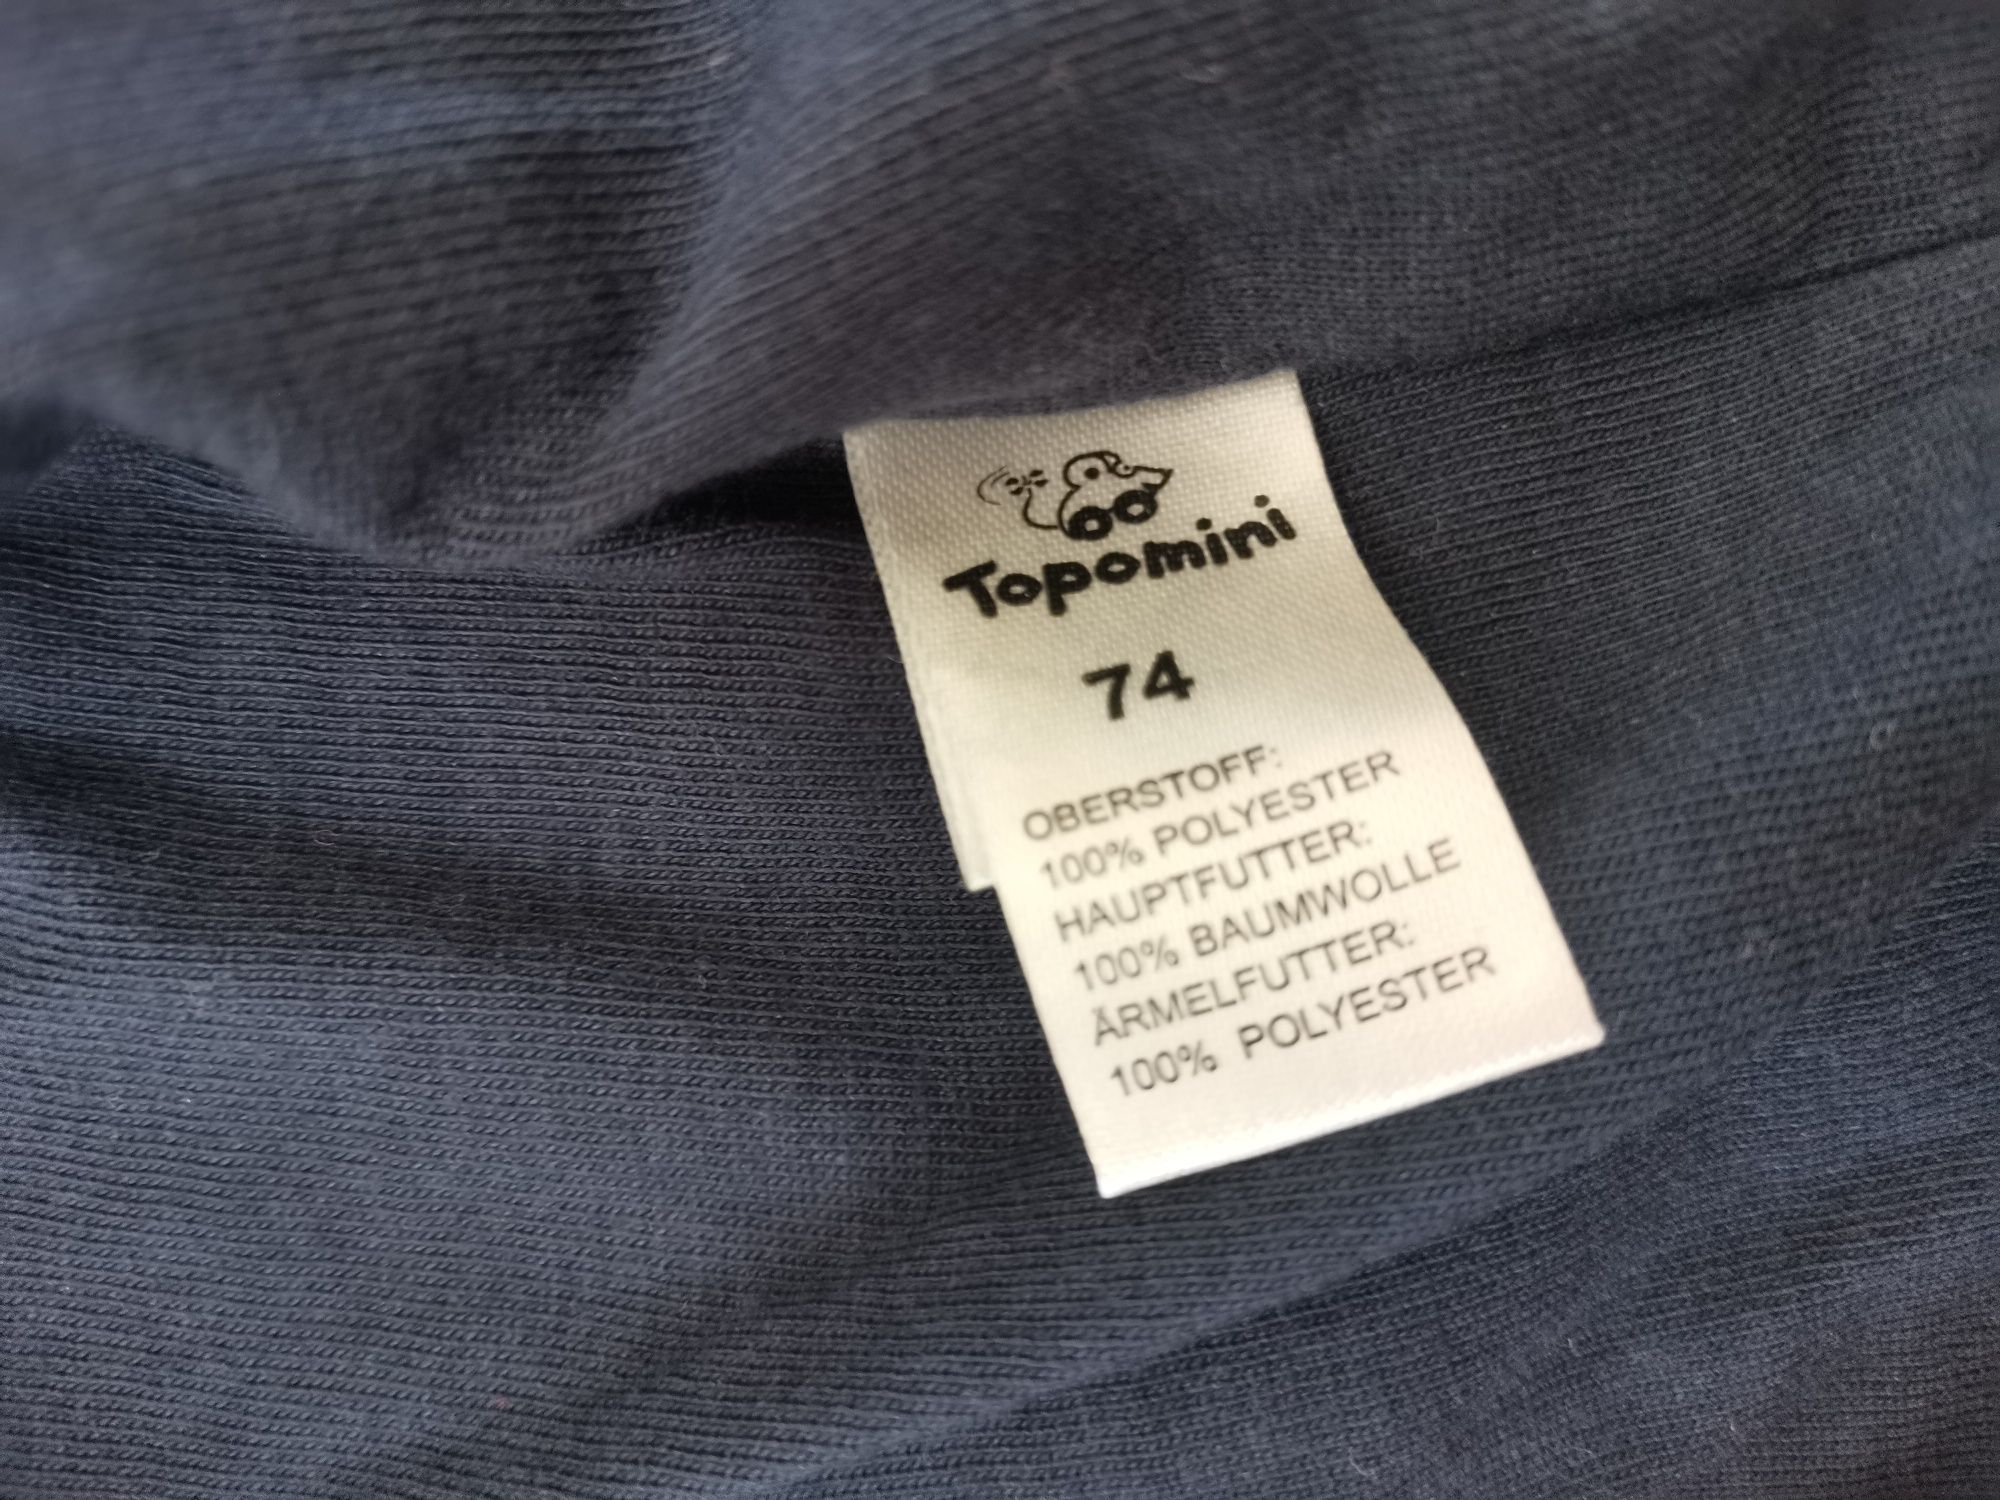 Topomini
74
OBERSTOFF:
100% POLYESTER
HAUPTFUTTER:
100% BAUMWOLLE
ÄRMELFUTTER:
100% POLYESTER